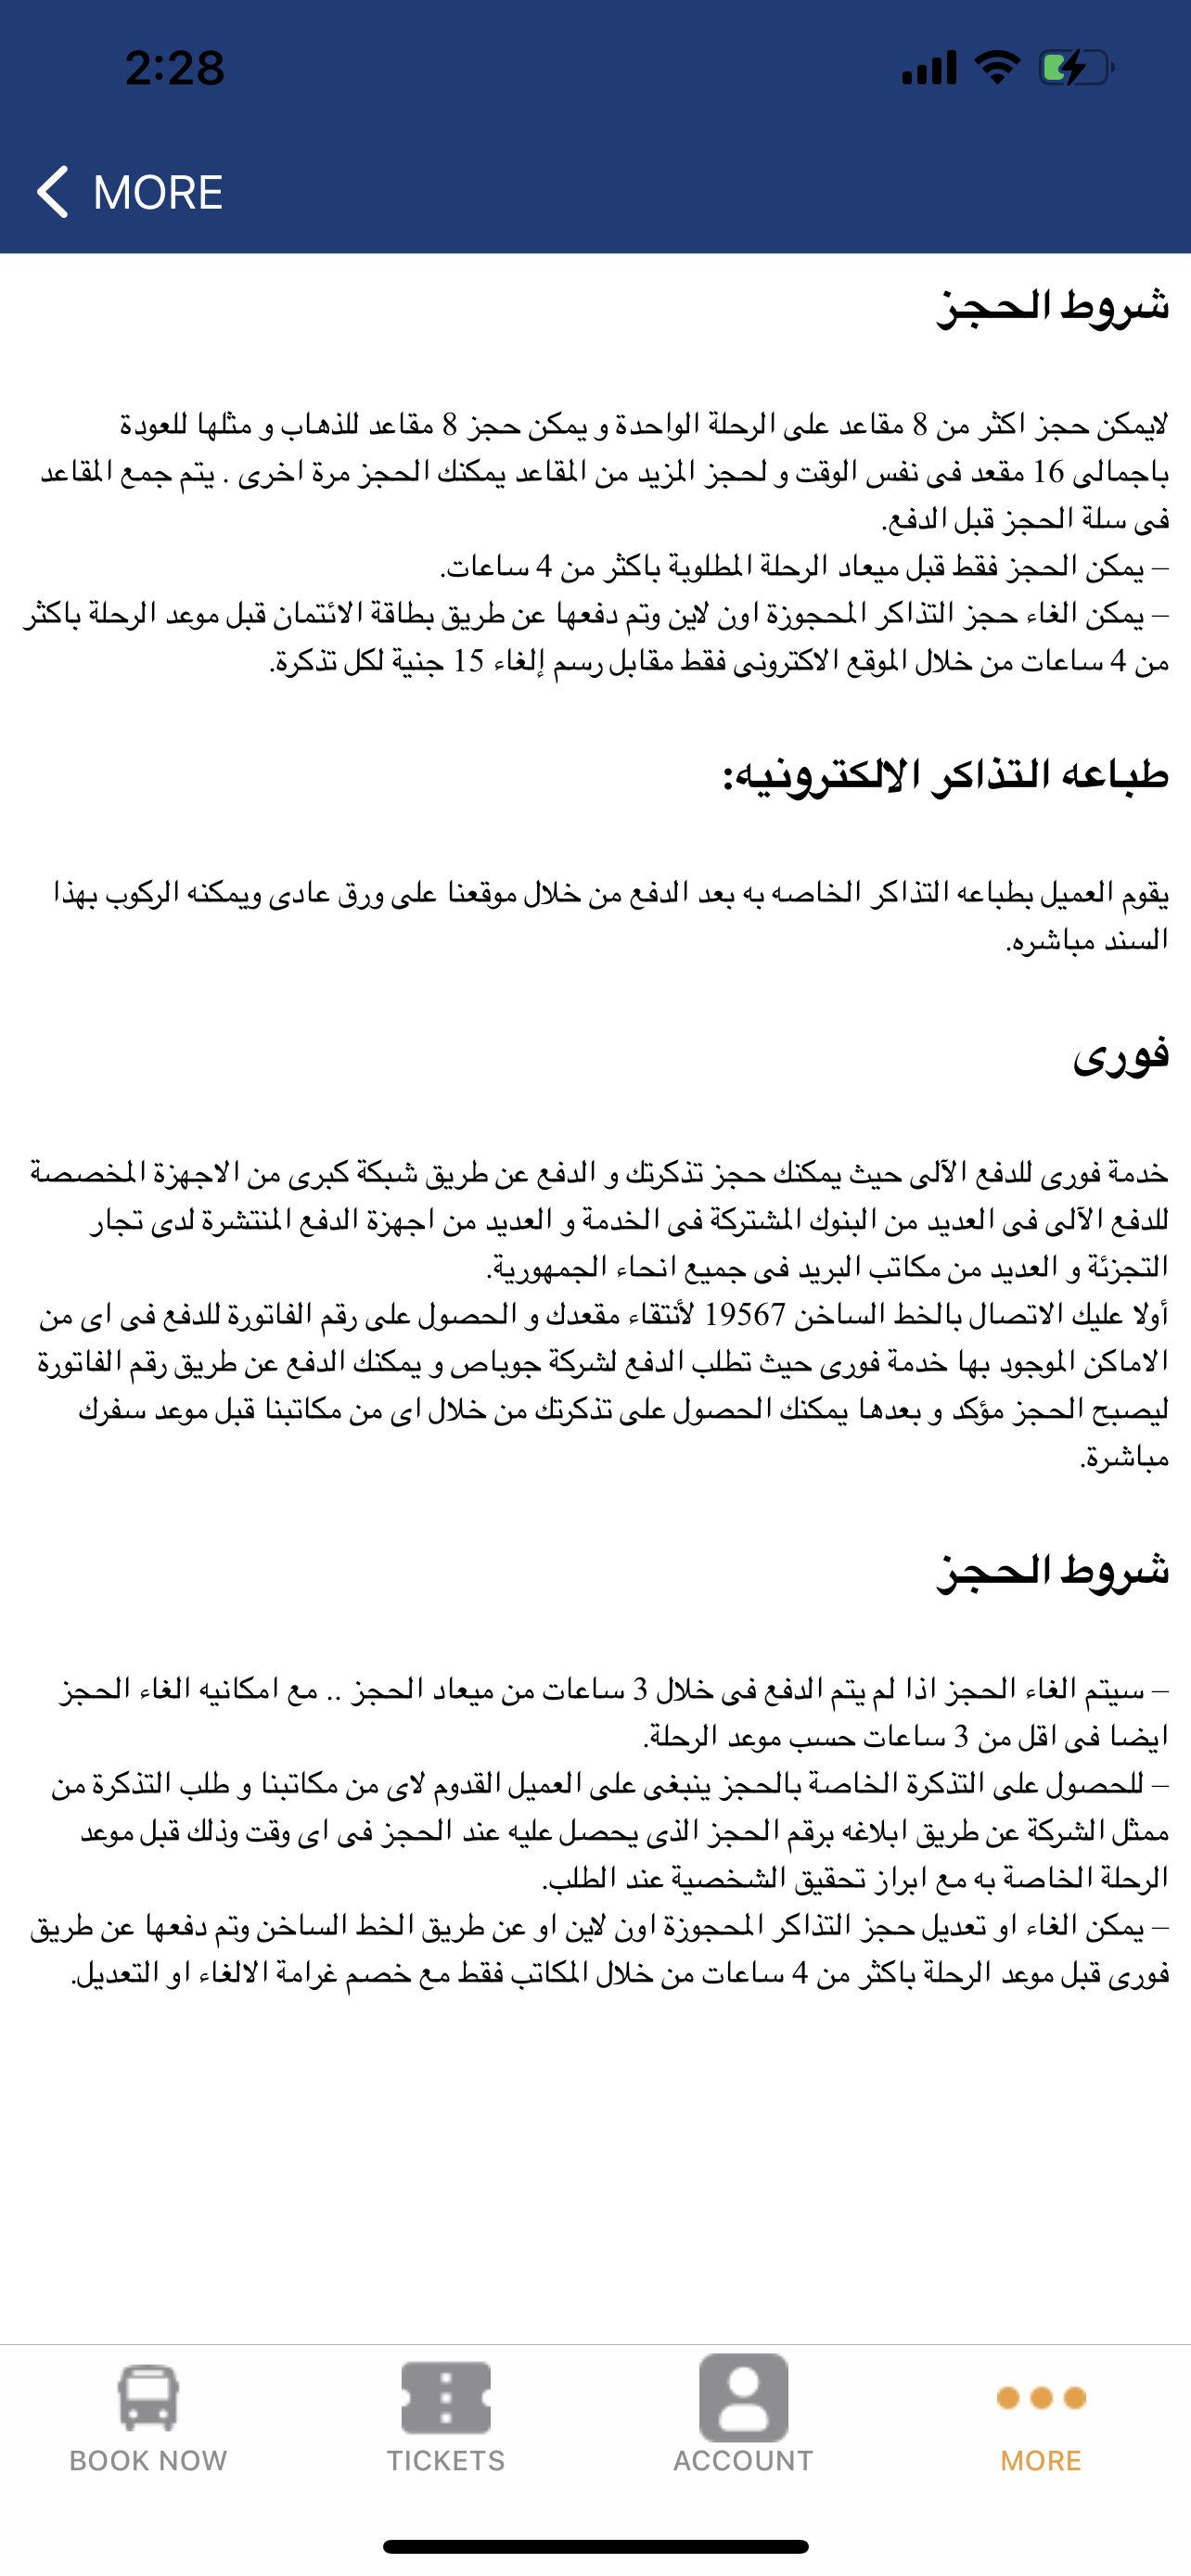 2:28
MORE
شروط الحجز
لايمكن حجز اكثر من 8 مقاعد على الرحلة الواحدة و يمكن حجز 8 مقاعد للذهاب و مثلها للعودة
باجمالى 16 مقعد فى نفس الوقت و لحجز المزيد من المقاعد يمكنك الحجز مرة اخرى . يتم جمع المقاعد
فى سلة الحجز قبل الدفع.
– يمكن الحجز فقط قبل ميعاد الرحلة المطلوبة باكثر من 4 ساعات.
– يمكن الغاء حجز التذاكر المحجوزة اون لاين وتم دفعها عن طريق بطاقة الائتمان قبل موعد الرحلة باكثر
من 4 ساعات من خلال الموقع الاكترونى فقط مقابل رسم إلغاء 15 جنية لكل تذكرة.
طباعه التذاكر الالكترونيه:
يقوم العميل بطباعه التذاكر الخاصه به بعد الدفع من خلال موقعنا على ورق عادى ويمكنه الركوب بهذا
السند مباشره.
فورى
خدمة فورى للدفع الآلى حيث يمكنك حجز تذكرتك و الدفع عن طريق شبكة كبرى من الاجهزة المخصصة
للدفع الآلى فى العديد من البنوك المشتركة فى الخدمة و العديد من اجهزة الدفع المنتشرة لدى تجار
التجزئة و العديد من مكاتب البريد فى جميع انحاء الجمهورية.
أولا عليك الاتصال بالخط الساخن 19567 لأنتقاء مقعدك و الحصول على رقم الفاتورة للدفع فى اى من
الاماكن الموجود بها خدمة فورى حيث تطلب الدفع لشركة جوباص و يمكنك الدفع عن طريق رقم الفاتورة
ليصبح الحجز مؤكد و بعدها يمكنك الحصول على تذكرتك من خلال اى من مكاتبنا قبل موعد سفرك
مباشرة.
شروط الحجز
– سيتم الغاء الحجز اذا لم يتم الدفع فى خلال 3 ساعات من ميعاد الحجز .. مع امكانيه الغاء الحجز
ايضا فى اقل من 3 ساعات حسب موعد الرحلة.
– للحصول على التذكرة الخاصة بالحجز ينبغى على العميل القدوم لاى من مكاتبنا و طلب التذكرة من
ممثل الشركة عن طريق ابلاغه برقم الحجز الذى يحصل عليه عند الحجز فى اى وقت وذلك قبل موعد
الرحلة الخاصة به مع ابراز تحقيق الشخصية عند الطلب.
– يمكن الغاء او تعديل حجز التذاكر المحجوزة اون لاين او عن طريق الخط الساخن وتم دفعها عن طريق
فورى قبل موعد الرحلة باكثر من 4 ساعات من خلال المكاتب فقط مع خصم غرامة الالغاء او التعديل.
BOOK NOW
TICKETS
ACCOUNT
MORE